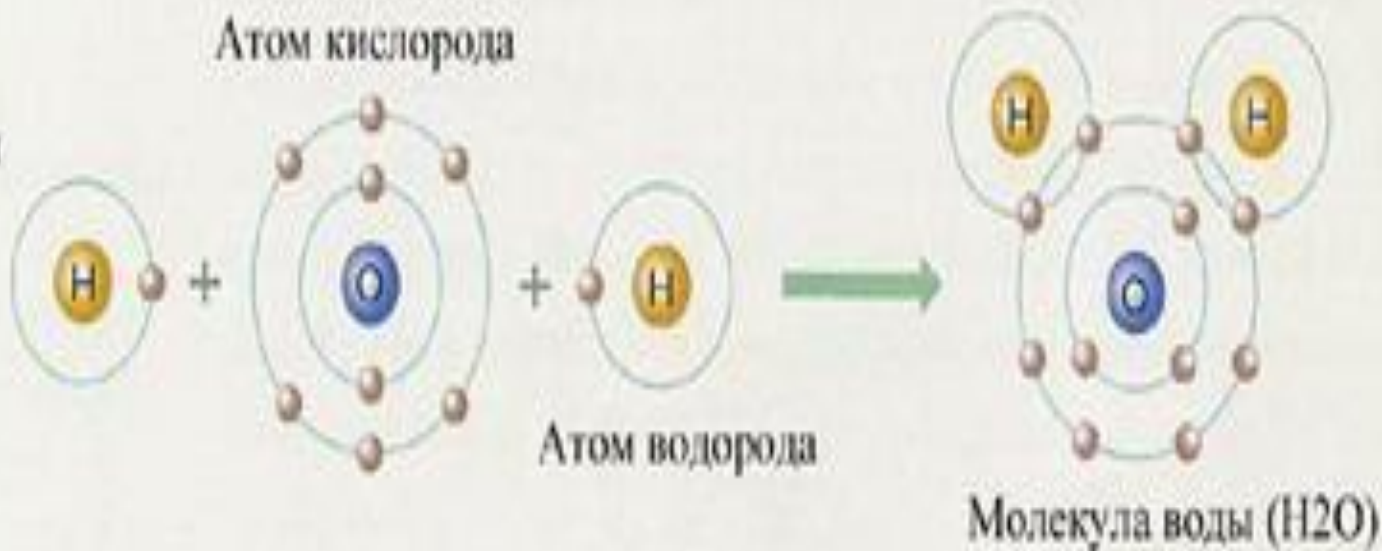 Атом кислорода
H + O + H
H H
O
Атом водорода
Молекула воды (H2O)